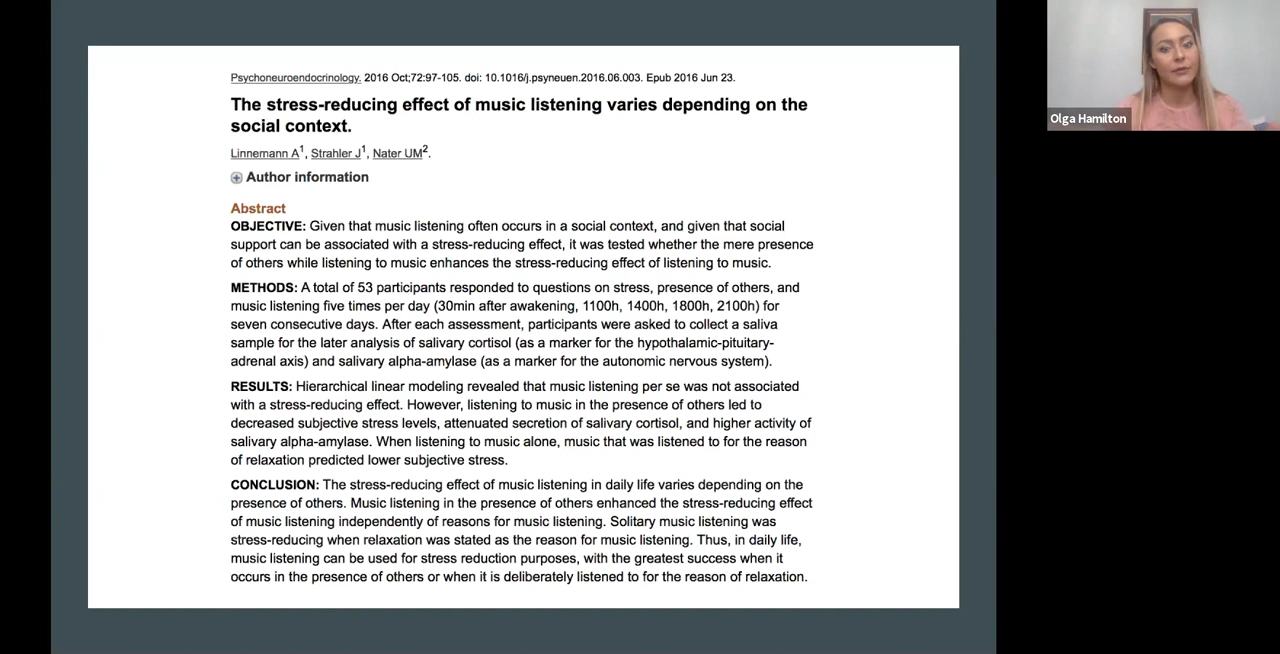 Psychoneuroendocrinology. 2016 Oct;72:97-105. doi: 10.1016/j.psyneuen.2016.06.003. Epub 2016 Jun 23.
The stress-reducing effect of music listening varies depending on the
social context.
Linnemann A1, Strahler J1, Nater UM2.
Author information
Abstract
OBJECTIVE: Given that music listening often occurs in a social context, and given that social
support can be associated with a stress-reducing effect, it was tested whether the mere presence
of others while listening to music enhances the stress-reducing effect of listening to music.
METHODS: A total of 53 participants responded to questions on stress, presence of others, and
music listening five times per day (30min after awakening, 1100h, 1400h, 1800h, 2100h) for
seven consecutive days. After each assessment, participants were asked to collect a saliva
sample for the later analysis of salivary cortisol (as a marker for the hypothalamic-pituitary-
adrenal axis) and salivary alpha-amylase (as a marker for the autonomic nervous system).
RESULTS: Hierarchical linear modeling revealed that music listening per se was not associated
with a stress-reducing effect. However, listening to music in the presence of others led to
decreased subjective stress levels, attenuated secretion of salivary cortisol, and higher activity of
salivary alpha-amylase. When listening to music alone, music that was listened to for the reason
of relaxation predicted lower subjective stress.
CONCLUSION: The stress-reducing effect of music listening in daily life varies depending on the
presence of others. Music listening in the presence of others enhanced the stress-reducing effect
of music listening independently of reasons for music listening. Solitary music listening was
stress-reducing when relaxation was stated as the reason for music listening. Thus, in daily life,
music listening can be used for stress reduction purposes, with the greatest success when it
occurs in the presence of others or when it is deliberately listened to for the reason of relaxation.
Olga Hamilton